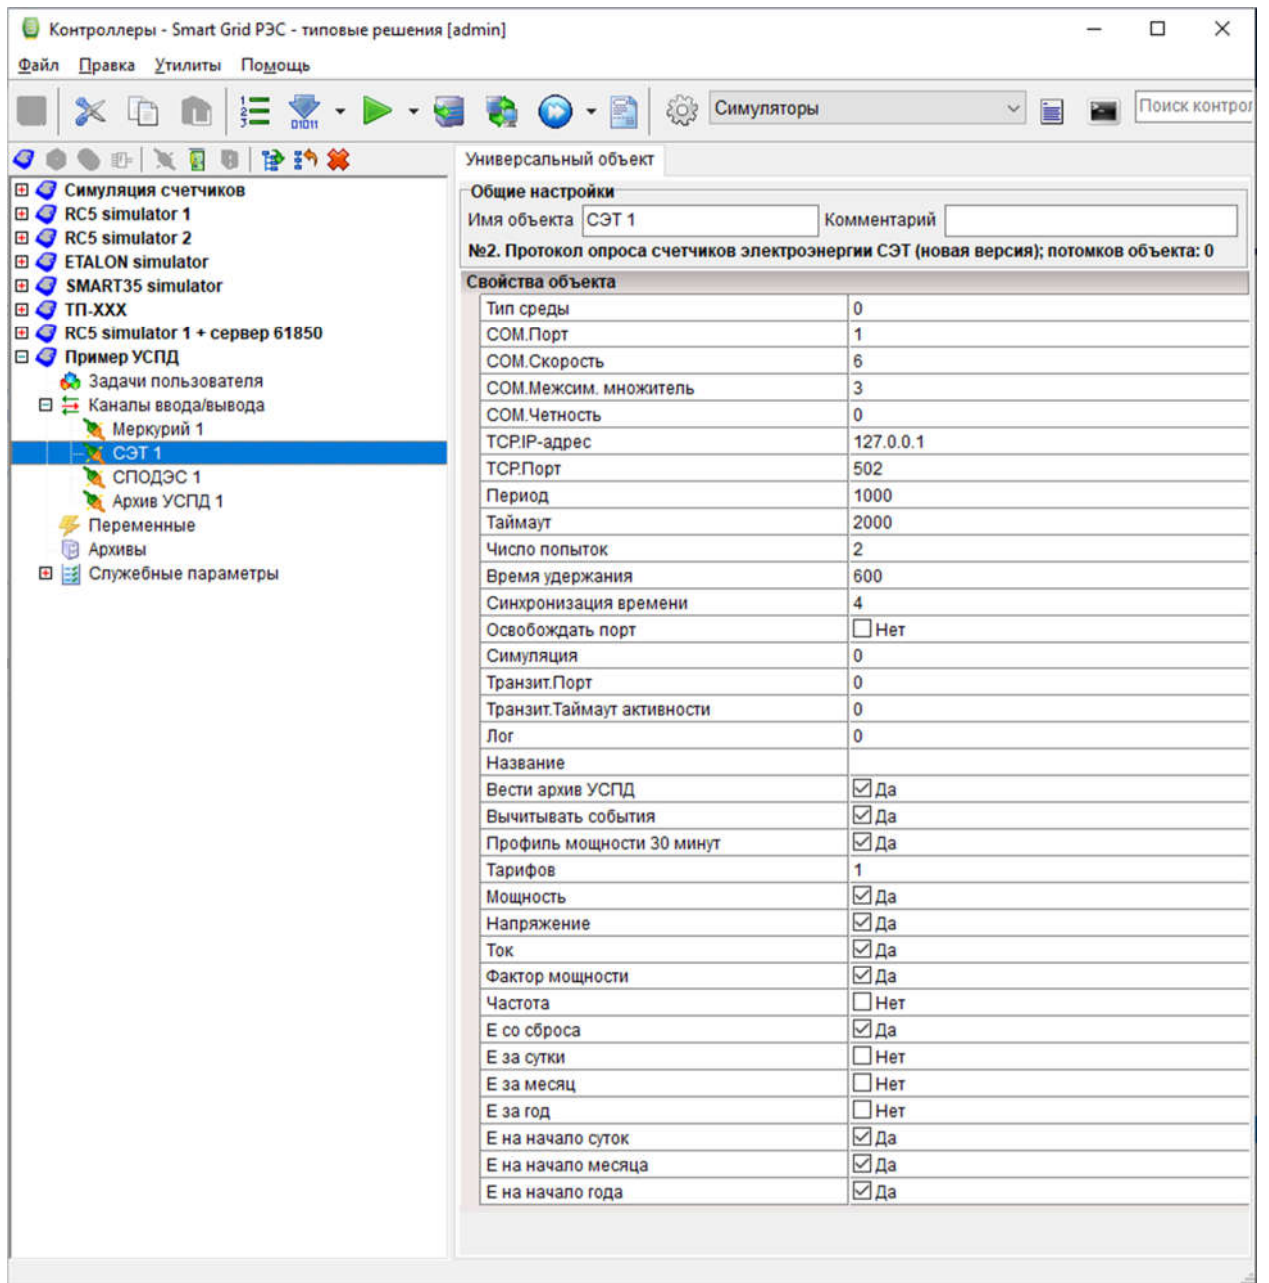 Контроллеры - Smart Grid РЭС - типовые решения [admin]
Файл Правка Утилиты Помощь
Симуляторы
Поиск контрол
Симуляция счетчиков
RC5 simulator 1
RC5 simulator 2
ETALON simulator
SMART35 simulator
ТП-XXX
RC5 simulator 1 + сервер 61850
Пример УСПД
Задачи пользователя
Каналы ввода/вывода
Меркурий 1
СЭТ 1
СПОДЭС 1
Архив УСПД 1
Переменные
Архивы
Служебные параметры
Универсальный объект
Общие настройки
Имя объекта СЭТ 1 Комментарий
№2. Протокол опроса счетчиков электроэнергии СЭТ (новая версия); потомков объекта: 0
Свойства объекта
Тип среды 0
COM.Порт 1
COM.Скорость 6
COM.Межсим. множитель 3
COM.Четность 0
TCP.IP-адрес 127.0.0.1
TCP.Порт 502
Период 1000
Таймаут 2000
Число попыток 2
Время удержания 600
Синхронизация времени 4
Освобождать порт Нет
Симуляция 0
Транзит.Порт 0
Транзит.Таймаут активности 0
Лог 0
Название
Вести архив УСПД Да
Вычитывать события Да
Профиль мощности 30 минут Да
Тарифов 1
Мощность Да
Напряжение Да
Ток Да
Фактор мощности Да
Частота Нет
Е со сброса Да
Е за сутки Нет
Е за месяц Нет
Е за год Нет
Е на начало суток Да
Е на начало месяца Да
Е на начало года Да